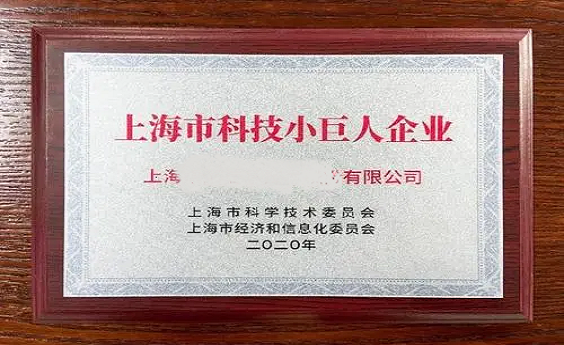 上海市科技小巨人企业
上海 有限公司
上海市科学技术委员会
上海市经济和信息化委员会
二〇二〇年